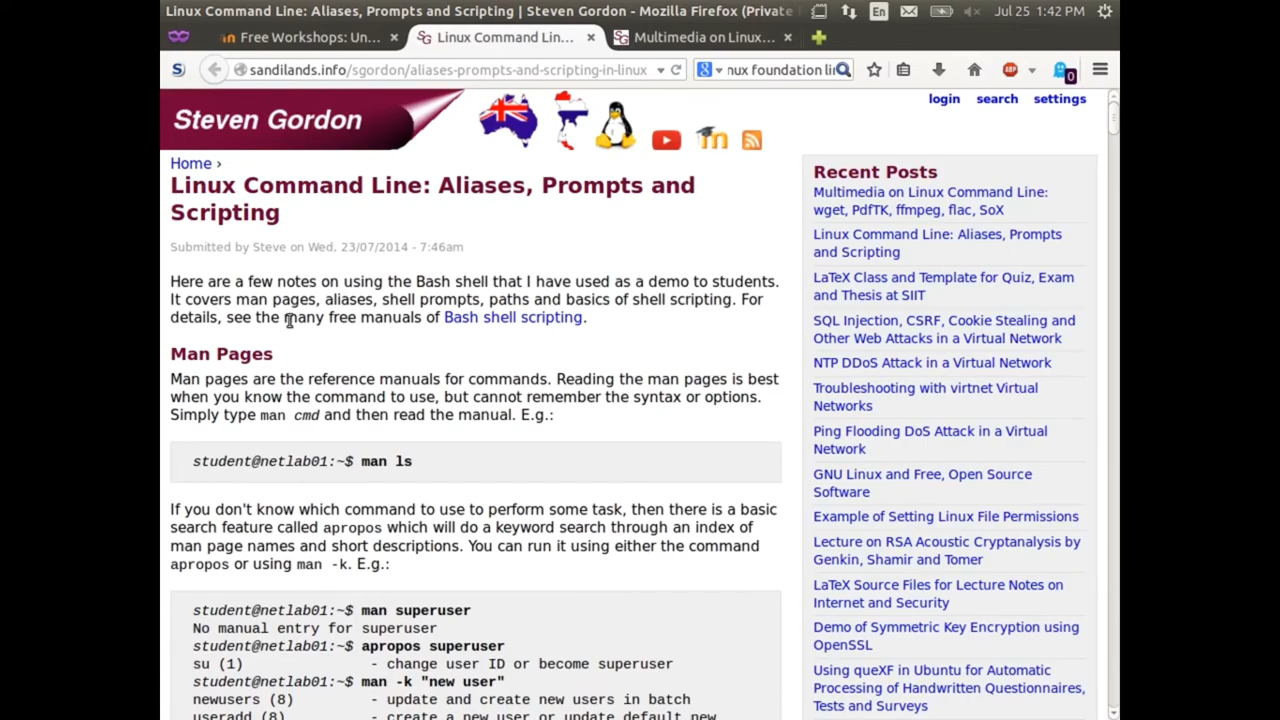 Linux Command Line: Aliases, Prompts and Scripting | Steven Gordon - Mozilla Firefox (Private
En
Jul 25 1:42 PM
Free Workshops: Un...
Linux Command Lin...
Multimedia on Linux...
sandilands.info/sgordon/aliases-prompts-and-scripting-in-linux
nux foundation lin
ABP
0
login search settings
Steven Gordon
Home ›
Linux Command Line: Aliases, Prompts and
Scripting
Submitted by Steve on Wed, 23/07/2014 - 7:46am
Here are a few notes on using the Bash shell that I have used as a demo to students.
It covers man pages, aliases, shell prompts, paths and basics of shell scripting. For
details, see the many free manuals of Bash shell scripting.
Man Pages
Man pages are the reference manuals for commands. Reading the man pages is best
when you know the command to use, but cannot remember the syntax or options.
Simply type man cmd and then read the manual. E.g.:
student@netlab01:~$ man ls
If you don't know which command to use to perform some task, then there is a basic
search feature called apropos which will do a keyword search through an index of
man page names and short descriptions. You can run it using either the command
apropos or using man -k. E.g.:
student@netlab01:~$ man superuser
No manual entry for superuser
student@netlab01:~$ apropos superuser
su (1) - change user ID or become superuser
student@netlab01:~$ man -k "new user"
newusers (8) - update and create new users in batch
useradd (8) - create a new user or update default new
Recent Posts
Multimedia on Linux Command Line:
wget, PdfTK, ffmpeg, flac, SoX
Linux Command Line: Aliases, Prompts
and Scripting
LaTeX Class and Template for Quiz, Exam
and Thesis at SIIT
SQL Injection, CSRF, Cookie Stealing and
Other Web Attacks in a Virtual Network
NTP DDoS Attack in a Virtual Network
Troubleshooting with virtnet Virtual
Networks
Ping Flooding DoS Attack in a Virtual
Network
GNU Linux and Free, Open Source
Software
Example of Setting Linux File Permissions
Lecture on RSA Acoustic Cryptanalysis by
Genkin, Shamir and Tomer
LaTeX Source Files for Lecture Notes on
Internet and Security
Demo of Symmetric Key Encryption using
OpenSSL
Using queXF in Ubuntu for Automatic
Processing of Handwritten Questionnaires,
Tests and Surveys